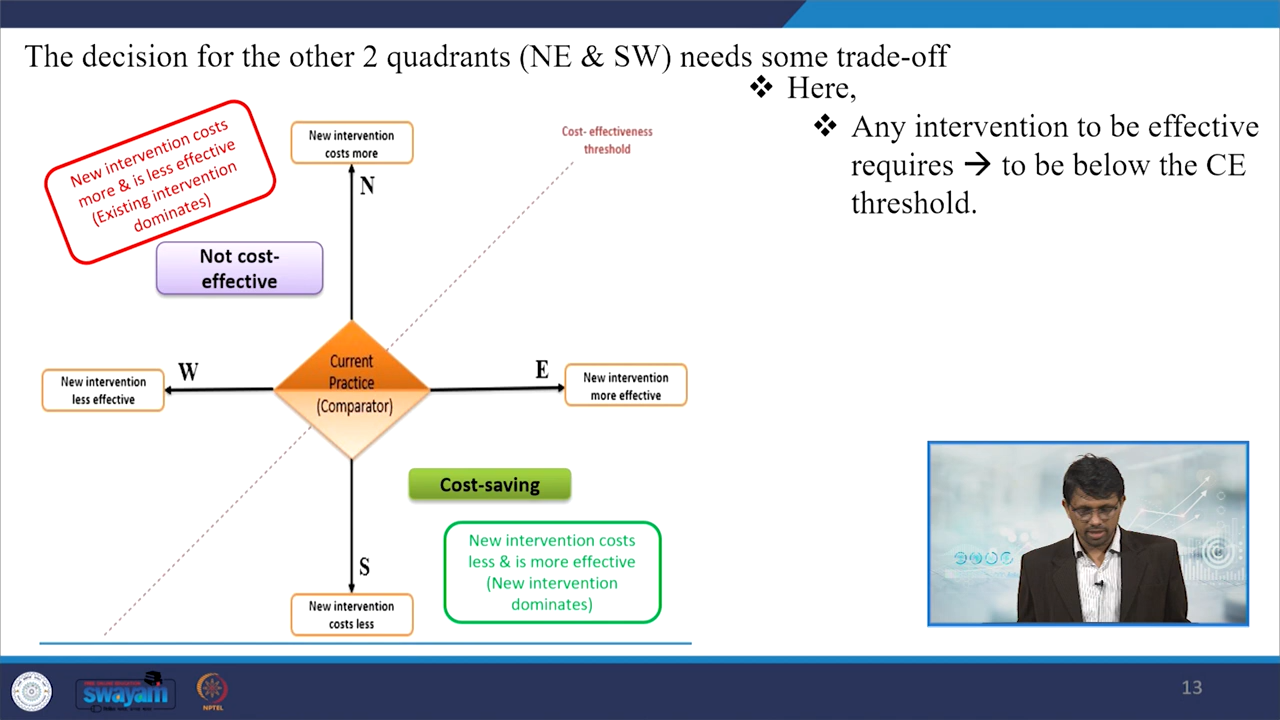 The decision for the other 2 quadrants (NE & SW) needs some trade-off
❖ Here,
❖ Any intervention to be effective
requires → to be below the CE
threshold.
New intervention costs
more & is less effective
(Existing intervention
dominates)
New intervention
costs more
Cost- effectiveness
threshold
N
Not cost-
effective
W
New intervention
less effective
Current
Practice
(Comparator)
E
New intervention
more effective
Cost-saving
New intervention costs
less & is more effective
(New intervention
dominates)
S
New intervention
costs less
swayam
NPTEL
13